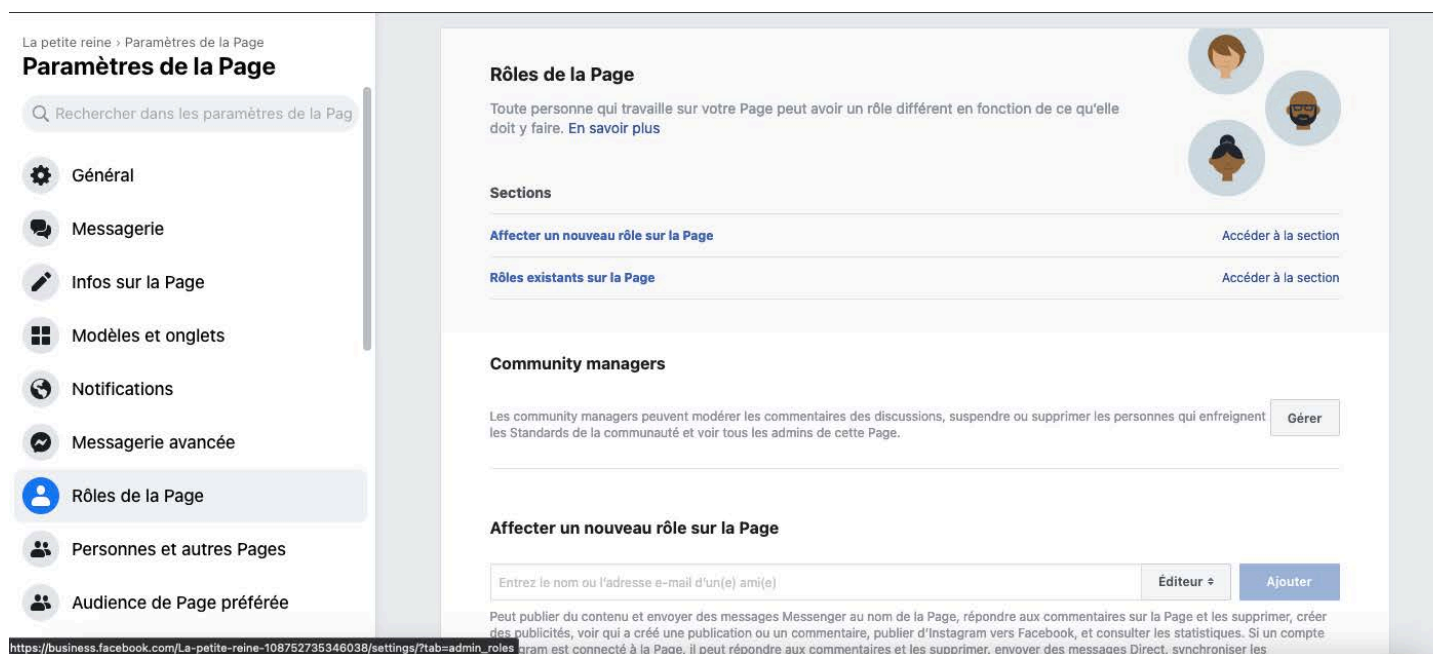 La petite reine › Paramètres de la Page
Paramètres de la Page
Rechercher dans les paramètres de la Pag
Général
Messagerie
Infos sur la Page
Modèles et onglets
Notifications
Messagerie avancée
Rôles de la Page
Personnes et autres Pages
Audience de Page préférée
https://business.facebook.com/La-petite-reine-108752735346038/settings/?tab=admin_roles
Rôles de la Page
Toute personne qui travaille sur votre Page peut avoir un rôle différent en fonction de ce qu'elle
doit y faire. En savoir plus
Sections
Affecter un nouveau rôle sur la Page Accéder à la section
Rôles existants sur la Page Accéder à la section
Community managers
Les community managers peuvent modérer les commentaires des discussions, suspendre ou supprimer les personnes qui enfreignent
les Standards de la communauté et voir tous les admins de cette Page.
Gérer
Affecter un nouveau rôle sur la Page
Entrez le nom ou l'adresse e-mail d'un(e) ami(e) Éditeur Ajouter
Peut publier du contenu et envoyer des messages Messenger au nom de la Page, répondre aux commentaires sur la Page et les supprimer, créer
des publicités, voir qui a créé une publication ou un commentaire, publier d'Instagram vers Facebook, et consulter les statistiques. Si un compte
gram est connecté à la Page, il peut répondre aux commentaires et les supprimer, envoyer des messages Direct, synchroniser les